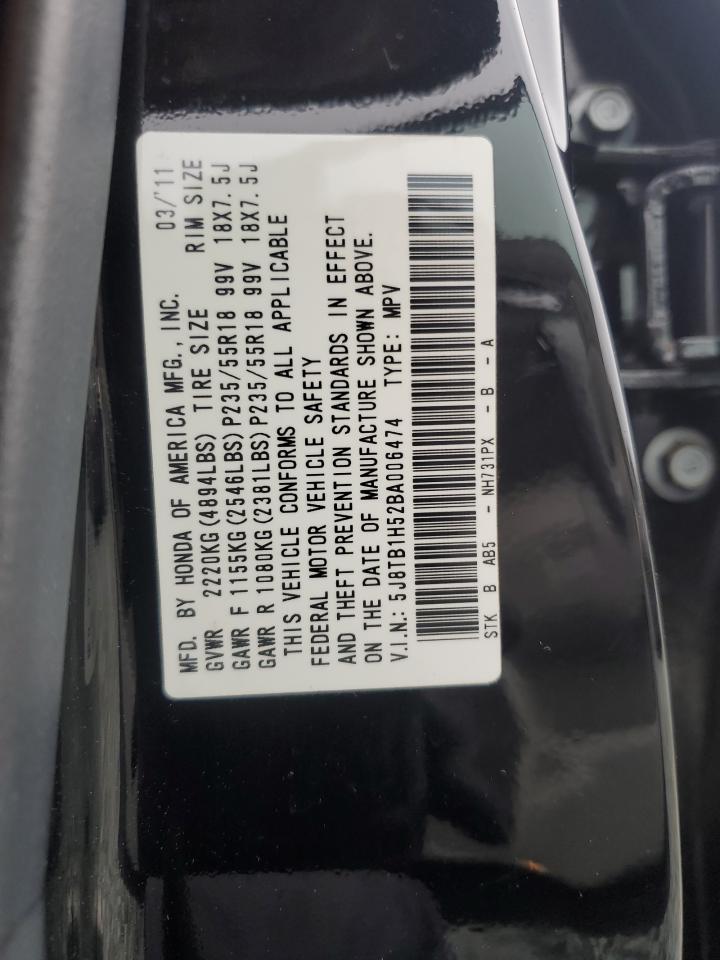 MFD. BY HONDA OF AMERICA MFG., INC. 03/'11
GVWR 2220KG(4894LBS) TIRE SIZE RIM SIZE
GAWR F 1155KG(2546LBS)P235/55R18 99V 18X7.5J
GAWR R 1080KG(2381LBS)P235/55R18 99V 18X7.5J
THIS VEHICLE CONFORMS TO ALL APPLICABLE
FEDERAL MOTOR VEHICLE SAFETY
AND THEFT PREVENTION STANDARDS IN EFFECT
ON THE DATE OF MANUFACTURE SHOWN ABOVE.
V.I.N.: 5J8TB1H52BA006474 TYPE: MPV
STK B AB5 - NH731PX - B - A